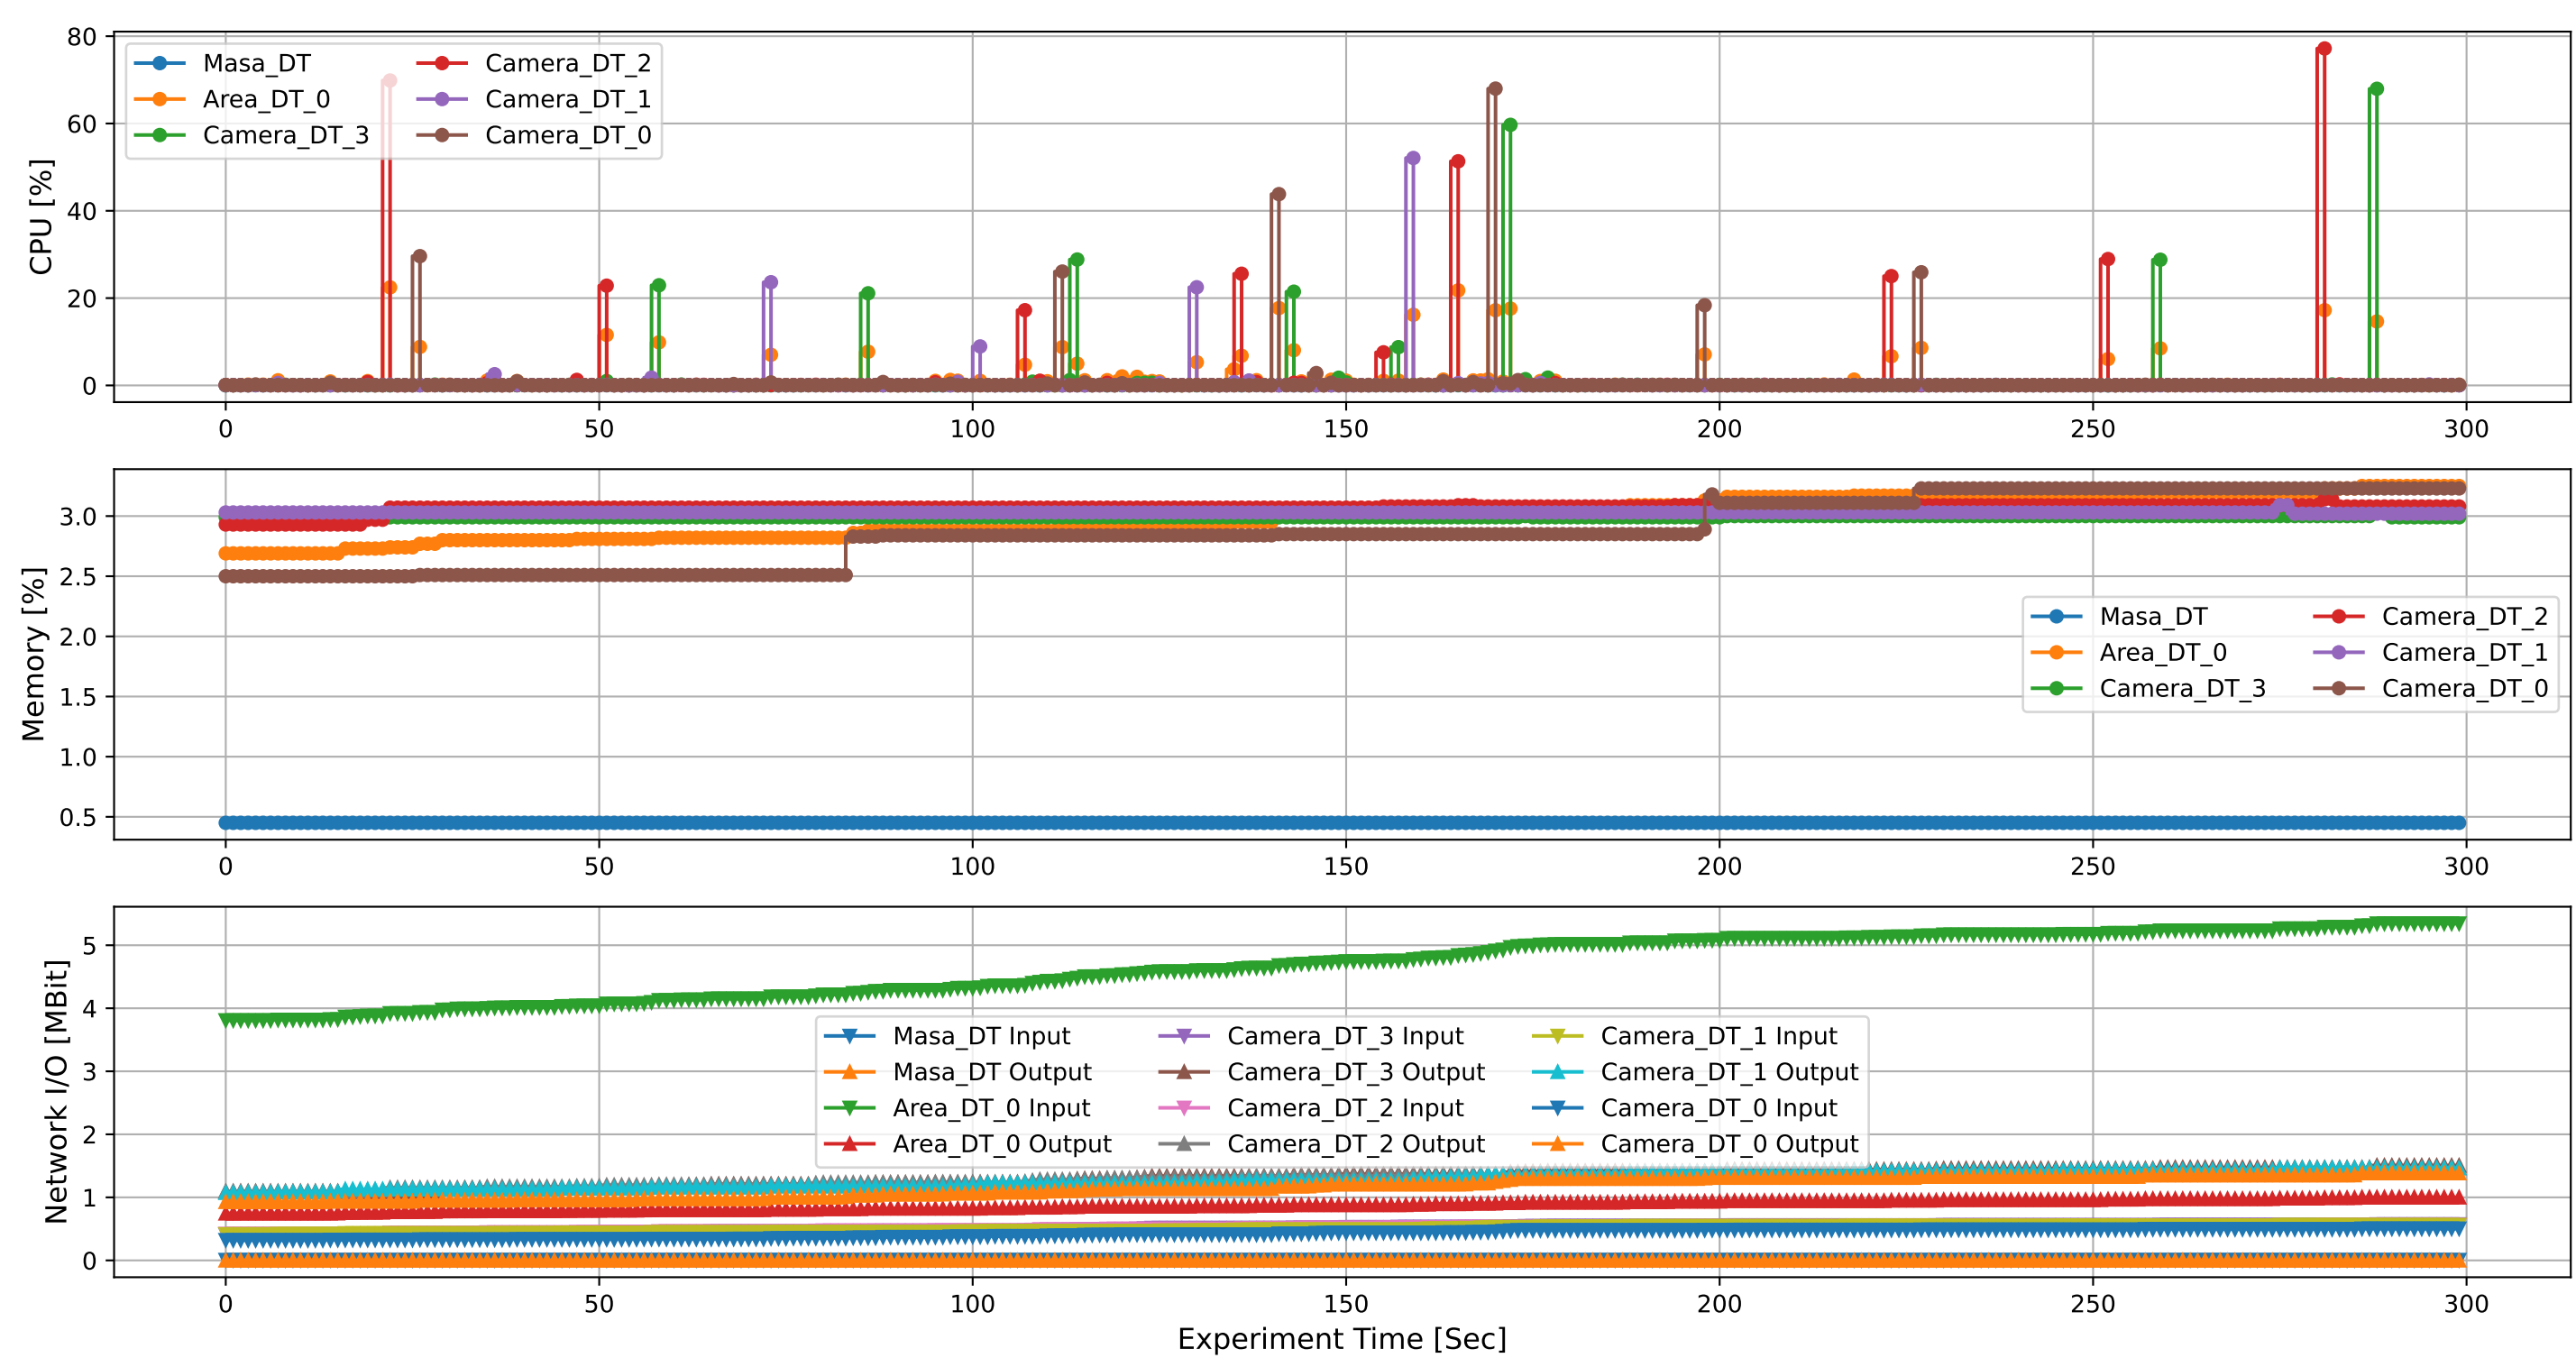 CPU [%]
80
60
40
20
0
Masa_DT
Area_DT_0
Camera_DT_3
Camera_DT_2
Camera_DT_1
Camera_DT_0
0 50 100 150 200 250 300
Memory [%]
3.0
2.5
2.0
1.5
1.0
0.5
Masa_DT
Area_DT_0
Camera_DT_3
Camera_DT_2
Camera_DT_1
Camera_DT_0
0 50 100 150 200 250 300
Network I/O [MBit]
5
4
3
2
1
0
Masa_DT Input
Masa_DT Output
Area_DT_0 Input
Area_DT_0 Output
Camera_DT_3 Input
Camera_DT_3 Output
Camera_DT_2 Input
Camera_DT_2 Output
Camera_DT_1 Input
Camera_DT_1 Output
Camera_DT_0 Input
Camera_DT_0 Output
0 50 100 150 200 250 300
Experiment Time [Sec]